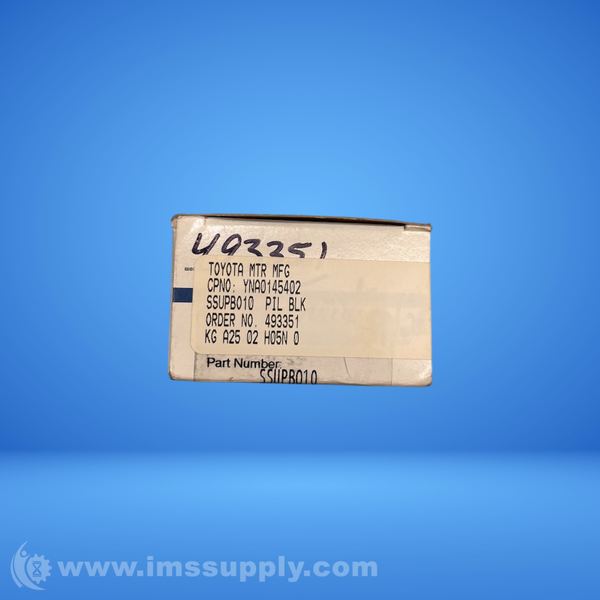 493351
TOYOTA MTR MFG
CPNO: YNA0145402
SSUPB010 PIL BLK
ORDER NO. 493351
KG A25 02 H05N 0
Part Number:
SSUPB010
www.imssupply.com